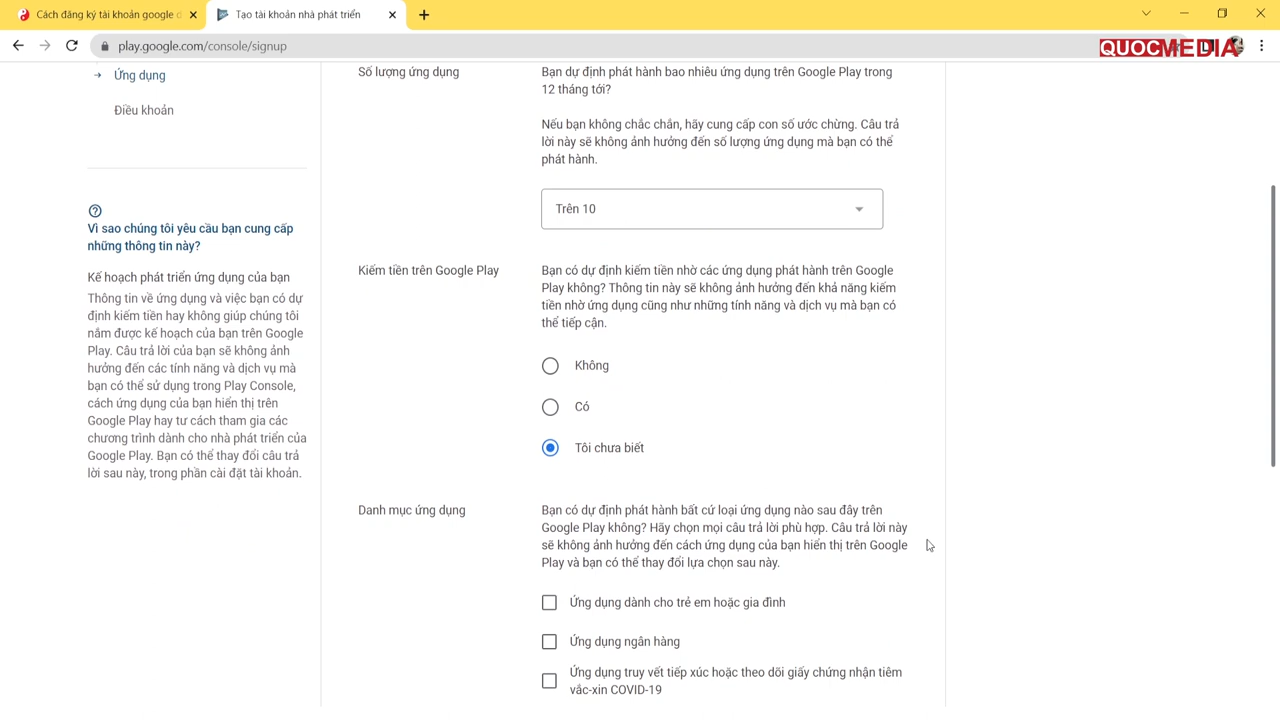 Cách đăng ký tài khoản google d
Tạo tài khoản nhà phát triển
play.google.com/console/signup
QUOCMEDIA
Ứng dụng
Điều khoản
Vì sao chúng tôi yêu cầu bạn cung cấp
những thông tin này?
Kế hoạch phát triển ứng dụng của bạn
Thông tin về ứng dụng và việc bạn có dự
định kiếm tiền hay không giúp chúng tôi
nắm được kế hoạch của bạn trên Google
Play. Câu trả lời của bạn sẽ không ảnh
hưởng đến các tính năng và dịch vụ mà
bạn có thể sử dụng trong Play Console,
cách ứng dụng của bạn hiển thị trên
Google Play hay tư cách tham gia các
chương trình dành cho nhà phát triển của
Google Play. Bạn có thể thay đổi câu trả
lời sau này, trong phần cài đặt tài khoản.
Số lượng ứng dụng
Bạn dự định phát hành bao nhiêu ứng dụng trên Google Play trong
12 tháng tới?
Nếu bạn không chắc chắn, hãy cung cấp con số ước chừng. Câu trả
lời này sẽ không ảnh hưởng đến số lượng ứng dụng mà bạn có thể
phát hành.
Trên 10
Kiếm tiền trên Google Play
Bạn có dự định kiếm tiền nhờ các ứng dụng phát hành trên Google
Play không? Thông tin này sẽ không ảnh hưởng đến khả năng kiếm
tiền nhờ ứng dụng cũng như những tính năng và dịch vụ mà bạn có
thể tiếp cận.
Không
Có
Tôi chưa biết
Danh mục ứng dụng
Bạn có dự định phát hành bất cứ loại ứng dụng nào sau đây trên
Google Play không? Hãy chọn mọi câu trả lời phù hợp. Câu trả lời này
sẽ không ảnh hưởng đến cách ứng dụng của bạn hiển thị trên Google
Play và bạn có thể thay đổi lựa chọn sau này.
Ứng dụng dành cho trẻ em hoặc gia đình
Ứng dụng ngân hàng
Ứng dụng truy vết tiếp xúc hoặc theo dõi giấy chứng nhận tiêm
vắc-xin COVID-19